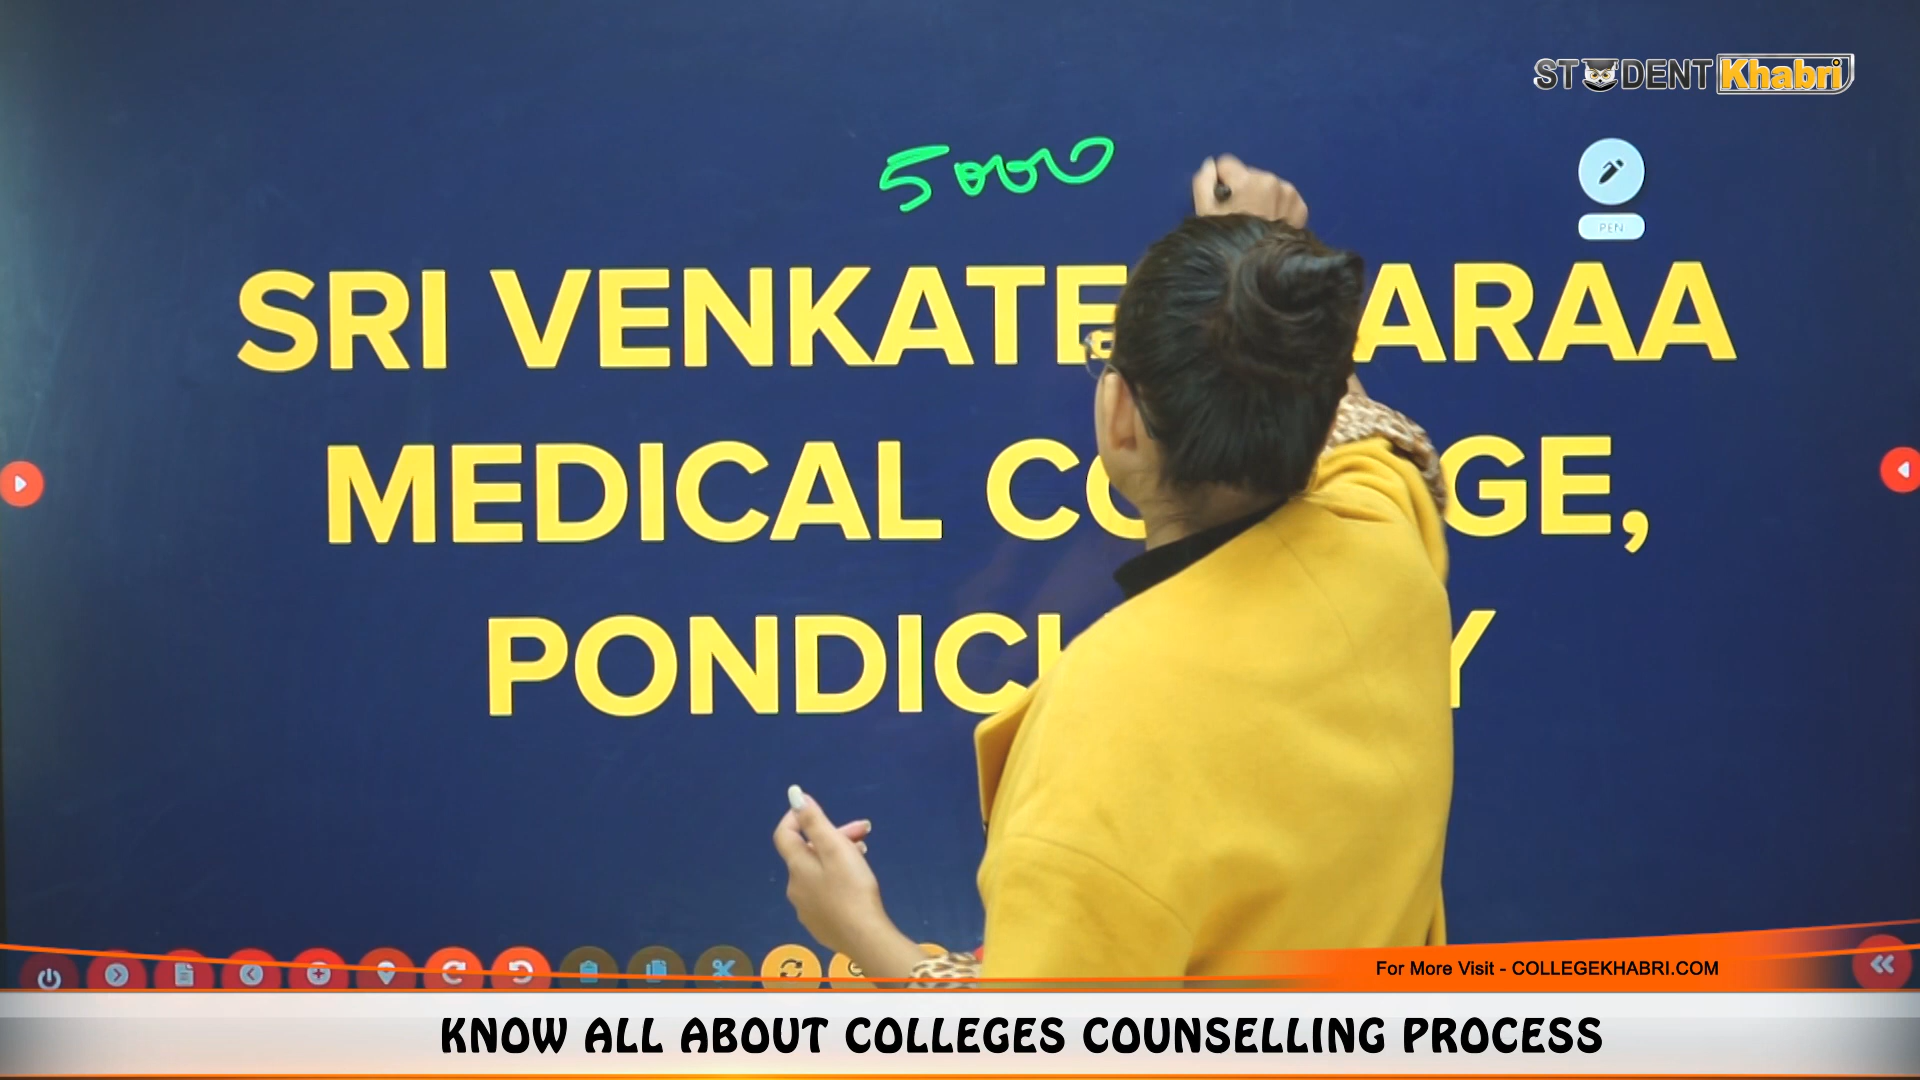 STUDENT Khabri
5000
PEN
SRI VENKATE ARAA
MEDICAL CO GE,
PONDICH Y
For More Visit - COLLEGEKHABRI.COM
KNOW ALL ABOUT COLLEGES COUNSELLING PROCESS